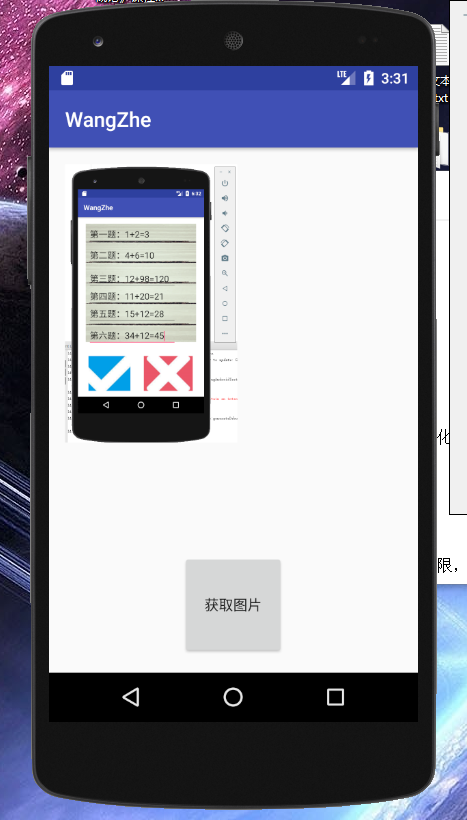 LTE 3:31
WangZhe
6:32
WangZhe
第一题：1+2=3
第二题：4+6=10
第三题：12+98=120
第四题：11+20=21
第五题：15+12=28
第六题：34+12=45
获取图片
文本
txt
化
限，